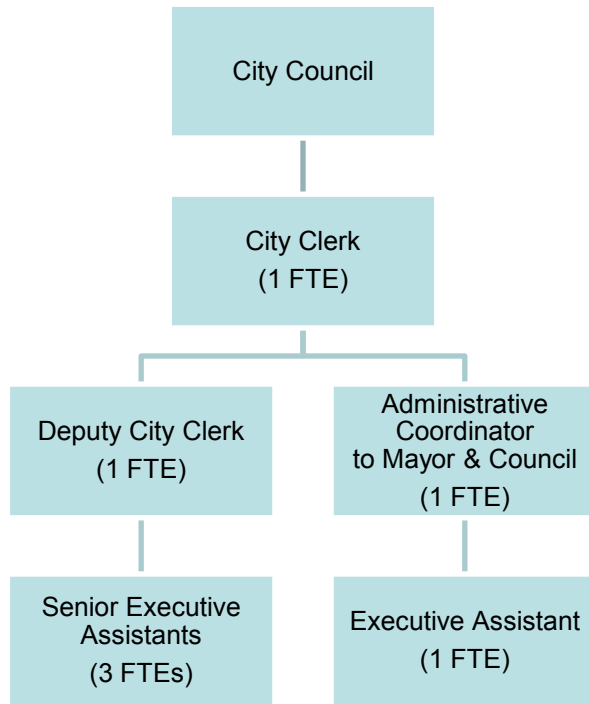 City Council
City Clerk
(1 FTE)
Deputy City Clerk
(1 FTE)
Administrative
Coordinator
to Mayor & Council
(1 FTE)
Senior Executive
Assistants
(3 FTEs)
Executive Assistant
(1 FTE)